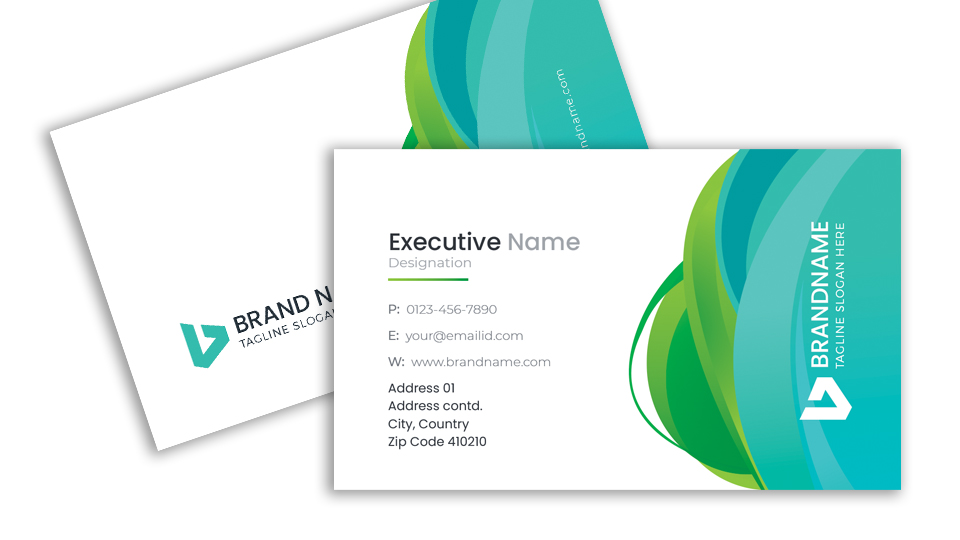 ndname.com
BRAND N
TAGLINE SLOGA
Executive Name
Designation
P: 0123-456-7890
E: your@emailid.com
W: www.brandname.com
Address 01
Address contd.
City, Country
Zip Code 410210
BRANDNAME
TAGLINE SLOGAN HERE